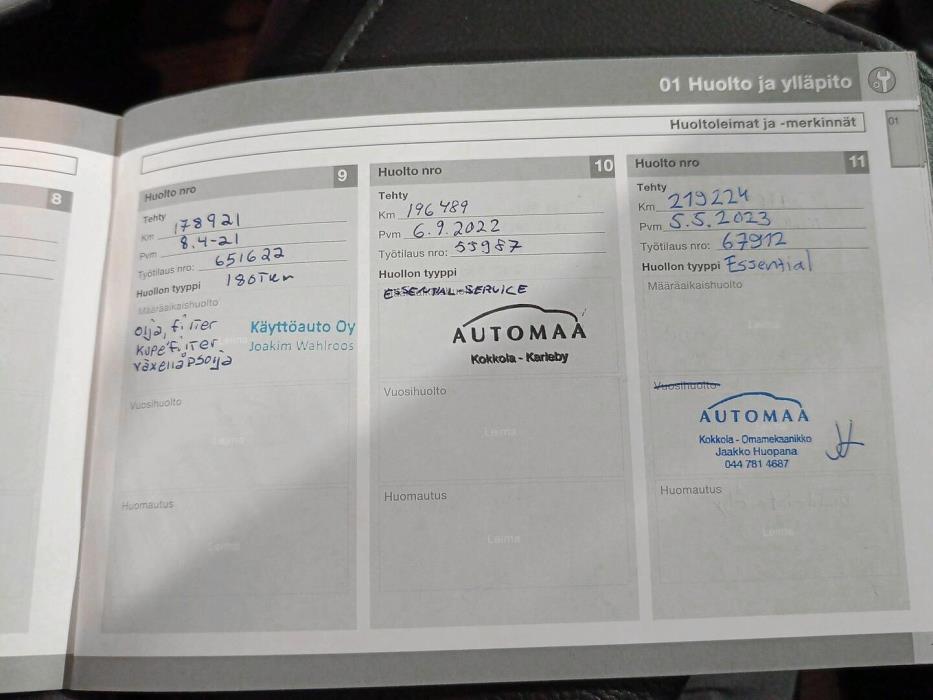 01 Huolto ja ylläpito
Huoltoleimat ja -merkinnät
01
8
Huolto nro 9
Tehty
Km 178921
Pvm 8.4-21
Työtilaus nro: 651622
Huollon tyyppi 180TKm
Määräaikaishuolto
olja, filter
kupefilter
växellåpsolja
Käyttöauto Oy
Joakim Wahlroos
Vuosihuolto
Leima
Huomautus
Leima
Huolto nro 10
Tehty
Km 196489
Pvm 6.9.2022
Työtilaus nro: 55987
Huollon tyyppi
ESSENTIAL-SERVICE
AUTOMAA
Kokkola - Karleby
Vuosihuolto
Leima
Huomautus
Leima
Huolto nro 11
Tehty
Km 219224
Pvm 5.5.2023
Työtilaus nro: 67912
Huollon tyyppi Essential
Määräaikaishuolto
Leima
Vuosihuolto
AUTOMAA
Kokkola - Omamekaanikko
Jaakko Huopana
044 781 4687
Huomautus
Leima